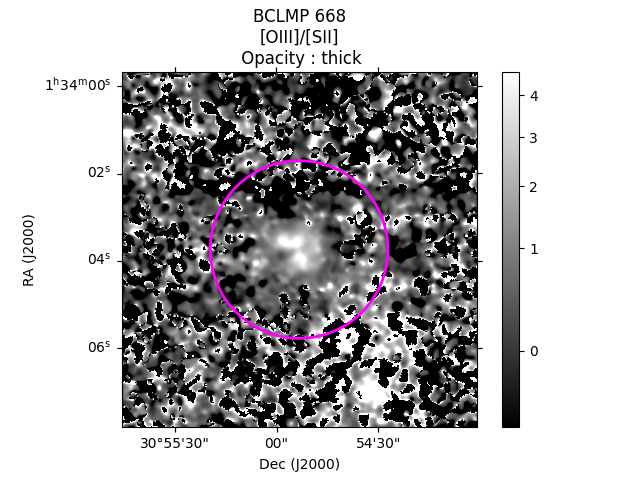 BCLMP 668
[OIII]/[SII]
Opacity : thick
1ʰ34ᵐ00ˢ
02ˢ
04ˢ
06ˢ
RA (J2000)
30°55'30" 00" 54'30"
Dec (J2000)
4
3
2
1
0